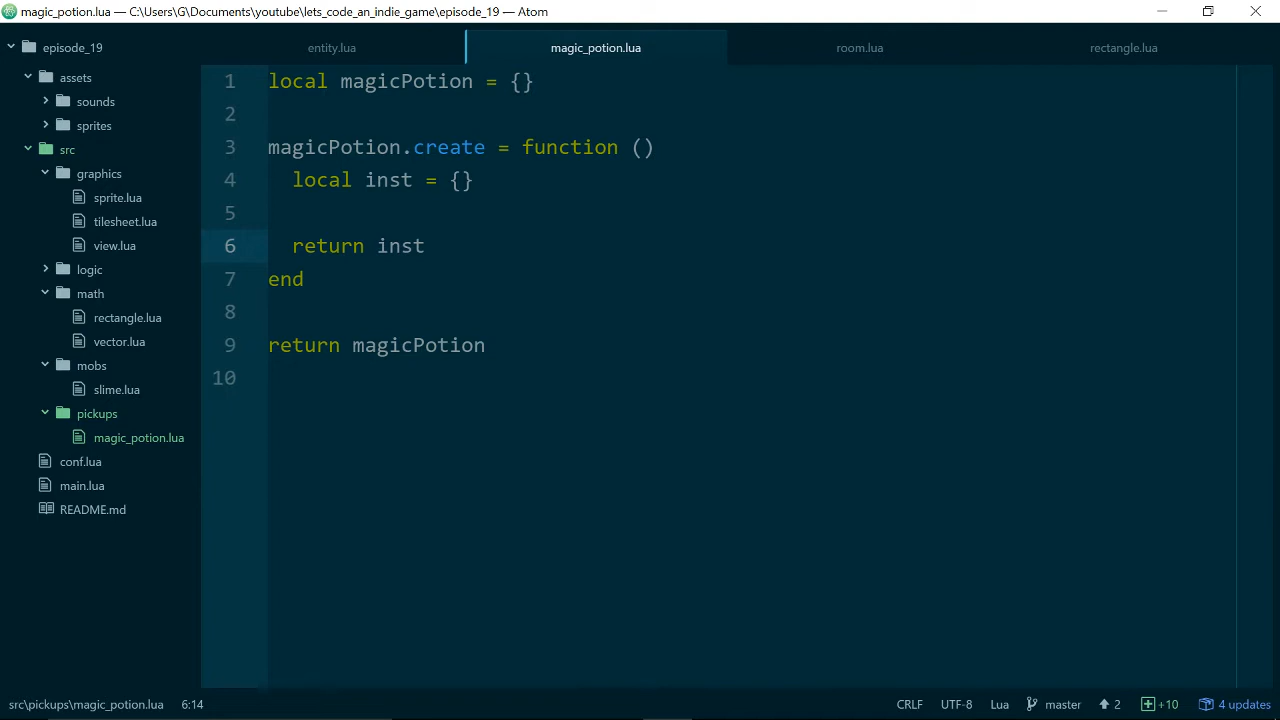 magic_potion.lua — C:\Users\G\Documents\youtube\lets_code_an_indie_game\episode_19 — Atom
episode_19
assets
sounds
sprites
src
graphics
sprite.lua
tilesheet.lua
view.lua
logic
math
rectangle.lua
vector.lua
mobs
slime.lua
pickups
magic_potion.lua
conf.lua
main.lua
README.md
entity.lua
magic_potion.lua
room.lua
rectangle.lua
1 local magicPotion = {}
2
3 magicPotion.create = function ()
4 local inst = {}
5
6 return inst
7 end
8
9 return magicPotion
10
src\pickups\magic_potion.lua 6:14 CRLF UTF-8 Lua master 2 +10 4 updates